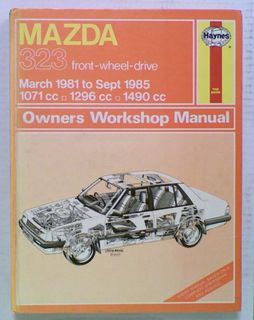 MAZDA
Haynes
323 front-wheel-drive
March 1981 to Sept 1985
1071 cc □ 1296 cc □ 1490 cc
Owners Workshop Manual